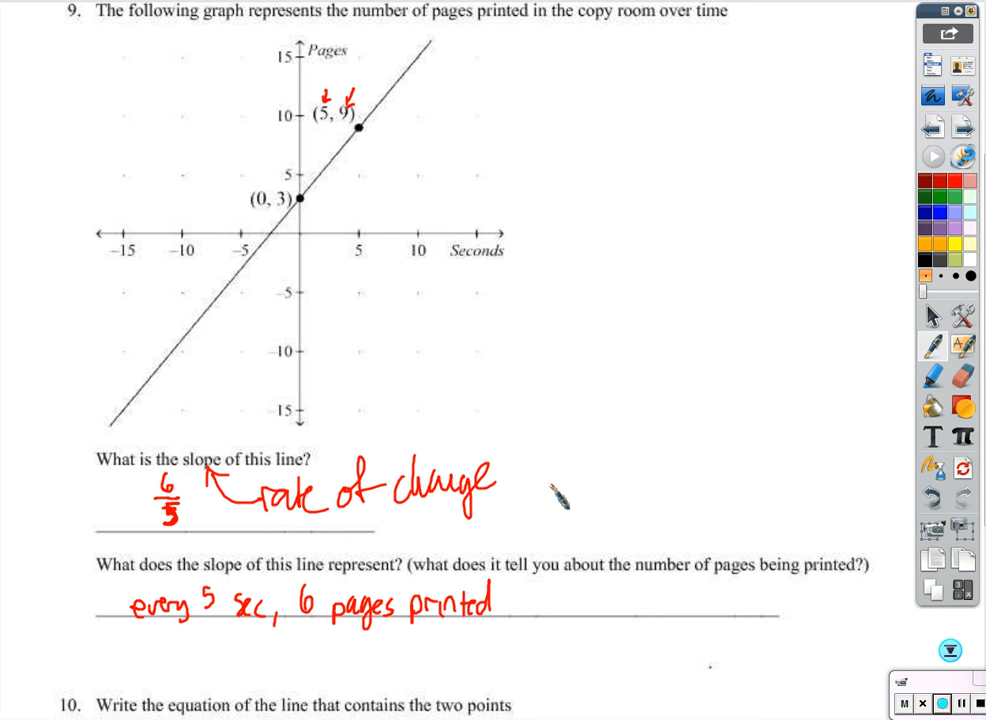 9. The following graph represents the number of pages printed in the copy room over time
15 Pages
10 (5, 9)
5
(0, 3)
-15 -10 -5 5 10 Seconds
-5
-10
-15
What is the slope of this line?
6/5 rate of change
What does the slope of this line represent? (what does it tell you about the number of pages being printed?)
every 5 sec, 6 pages printed
10. Write the equation of the line that contains the two points
T π
M